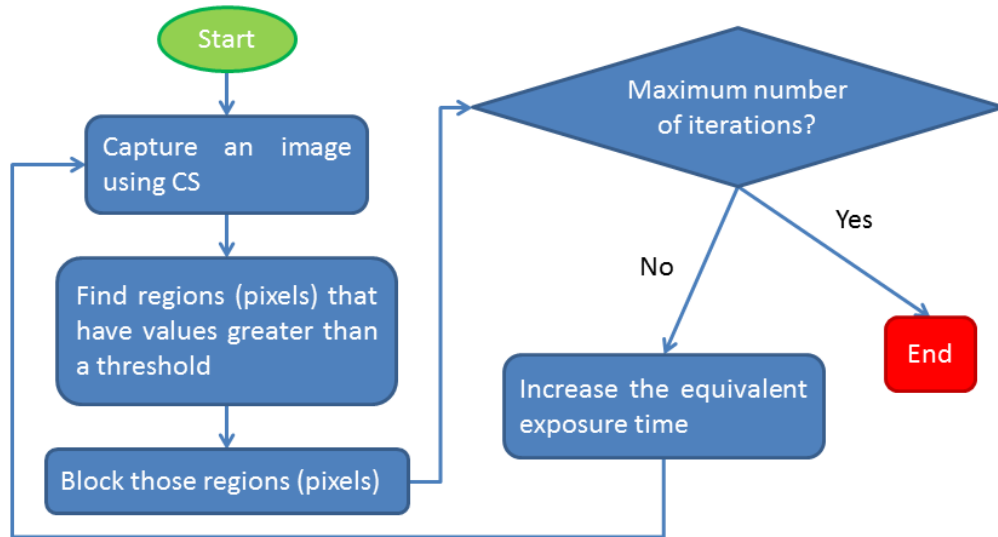 Start
Capture an image
using CS
Find regions (pixels) that
have values greater than
a threshold
Block those regions (pixels)
Maximum number
of iterations?
No
Yes
Increase the equivalent
exposure time
End